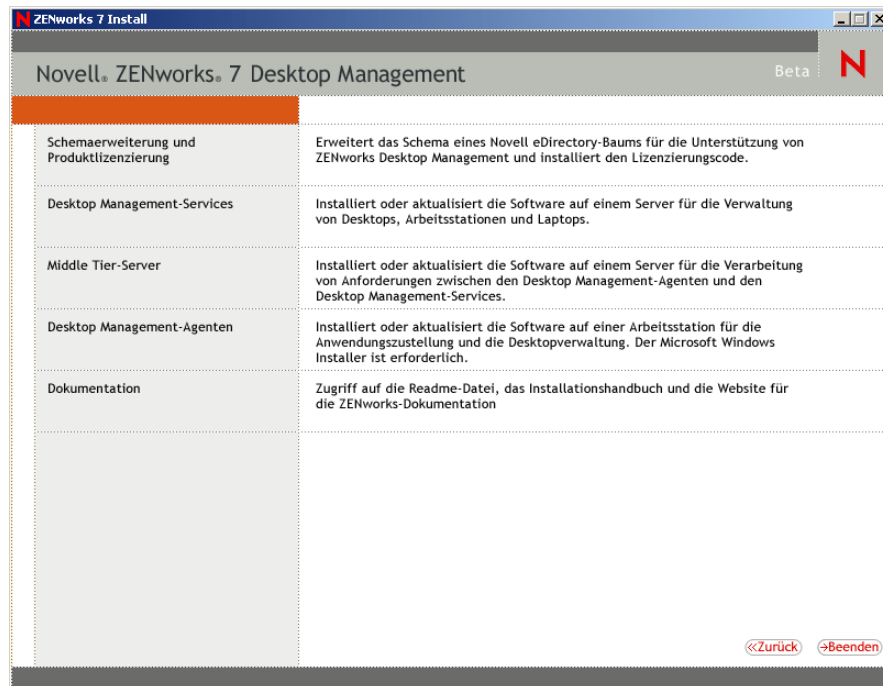 ZENworks 7 Install
Novell® ZENworks® 7 Desktop Management
Beta
N
Schemaerweiterung und
Produktlizenzierung
Erweitert das Schema eines Novell eDirectory-Baums für die Unterstützung von
ZENworks Desktop Management und installiert den Lizenzierungscode.
Desktop Management-Services
Installiert oder aktualisiert die Software auf einem Server für die Verwaltung
von Desktops, Arbeitsstationen und Laptops.
Middle Tier-Server
Installiert oder aktualisiert die Software auf einem Server für die Verarbeitung
von Anforderungen zwischen den Desktop Management-Agenten und den
Desktop Management-Services.
Desktop Management-Agenten
Installiert oder aktualisiert die Software auf einer Arbeitsstation für die
Anwendungszustellung und die Desktopverwaltung. Der Microsoft Windows
Installer ist erforderlich.
Dokumentation
Zugriff auf die Readme-Datei, das Installationshandbuch und die Website für
die ZENworks-Dokumentation
«Zurück
→Beenden